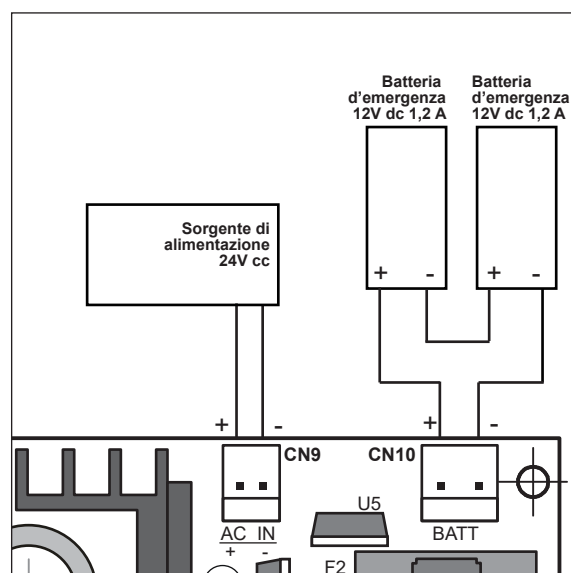 Batteria
d'emergenza
12V dc 1,2 A
Batteria
d'emergenza
12V dc 1,2 A
Sorgente di
alimentazione
24V cc
+ - + -
+ - + -
CN9 CN10
U5
AC IN BATT
+ -
F2